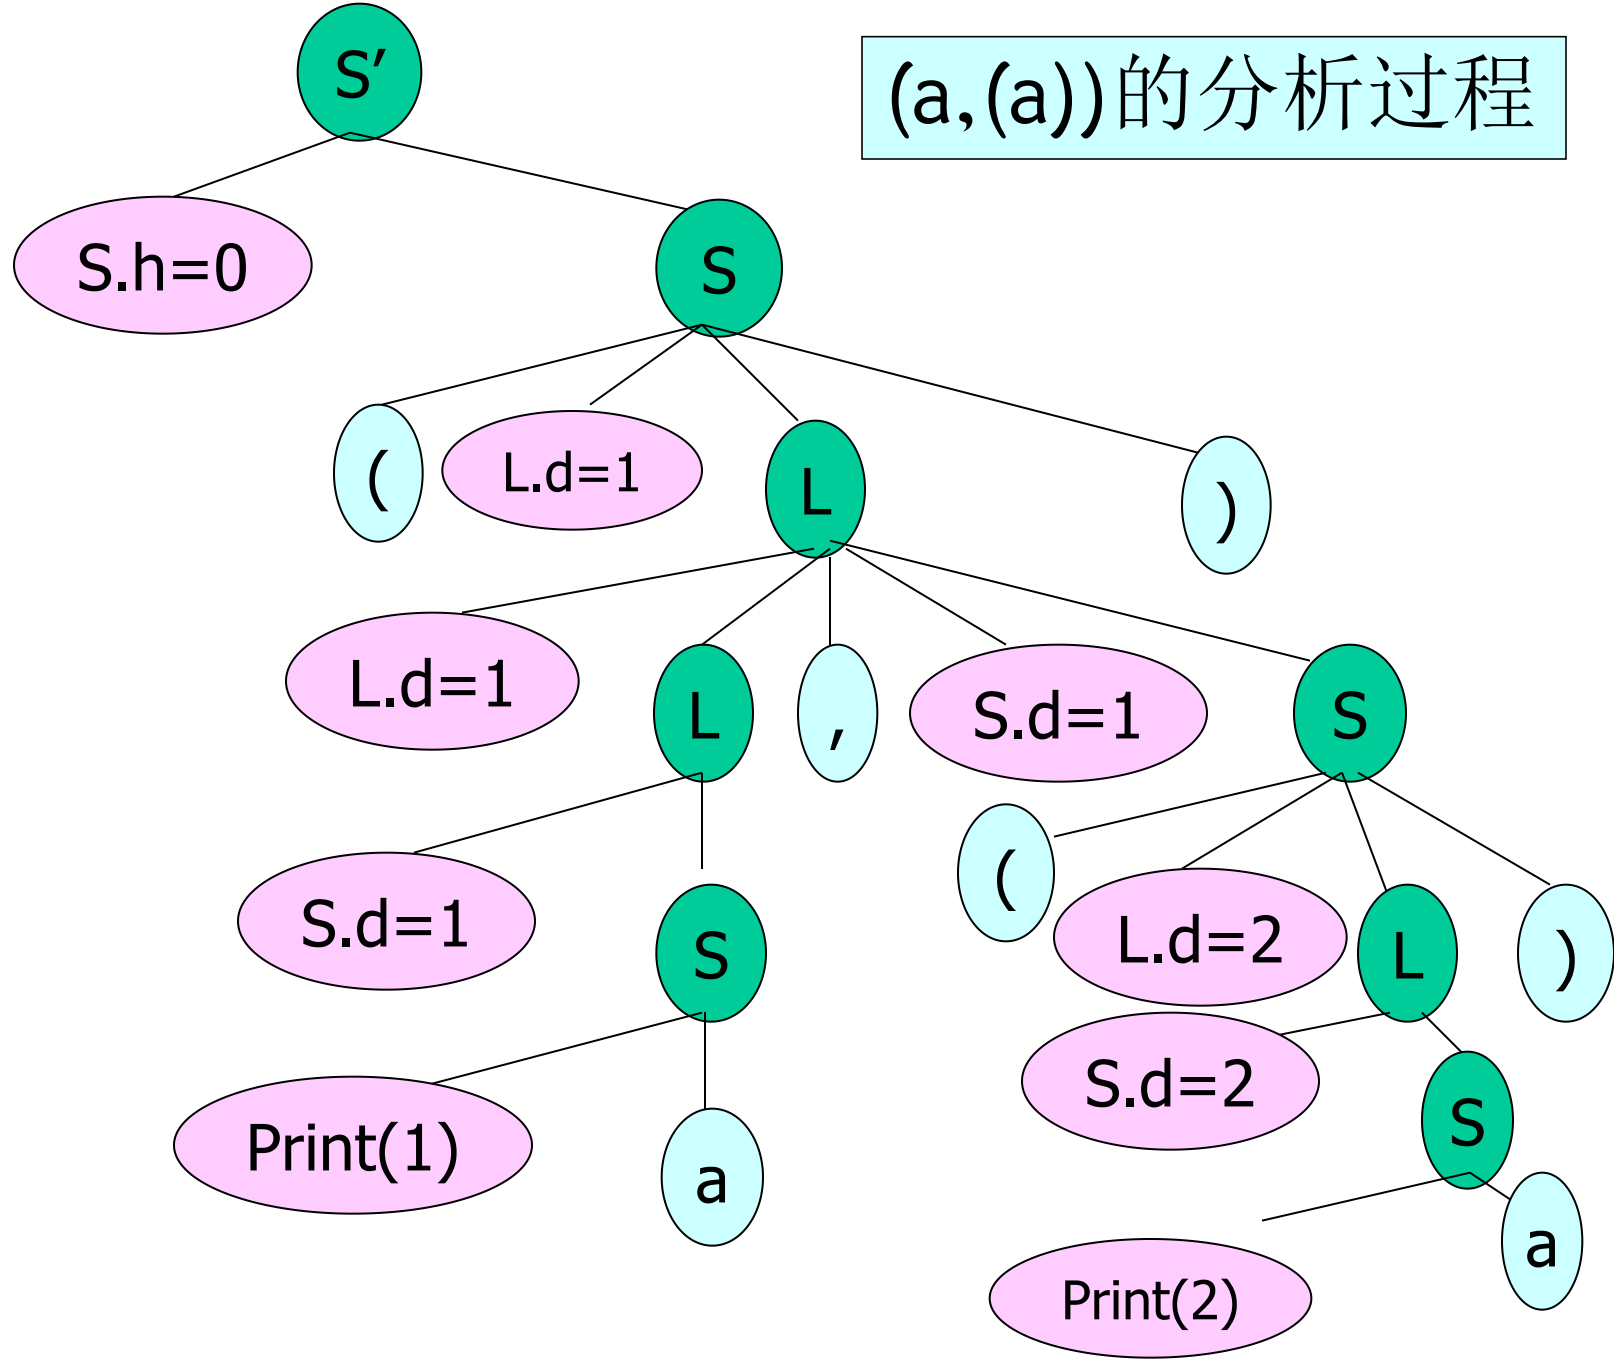 S′
(a,(a))的分析过程
S.h=0
S
(
L.d=1
L
)
L.d=1
L
,
S.d=1
S
(
S.d=1
S
L.d=2
L
)
S.d=2
S
Print(1)
a
a
Print(2)